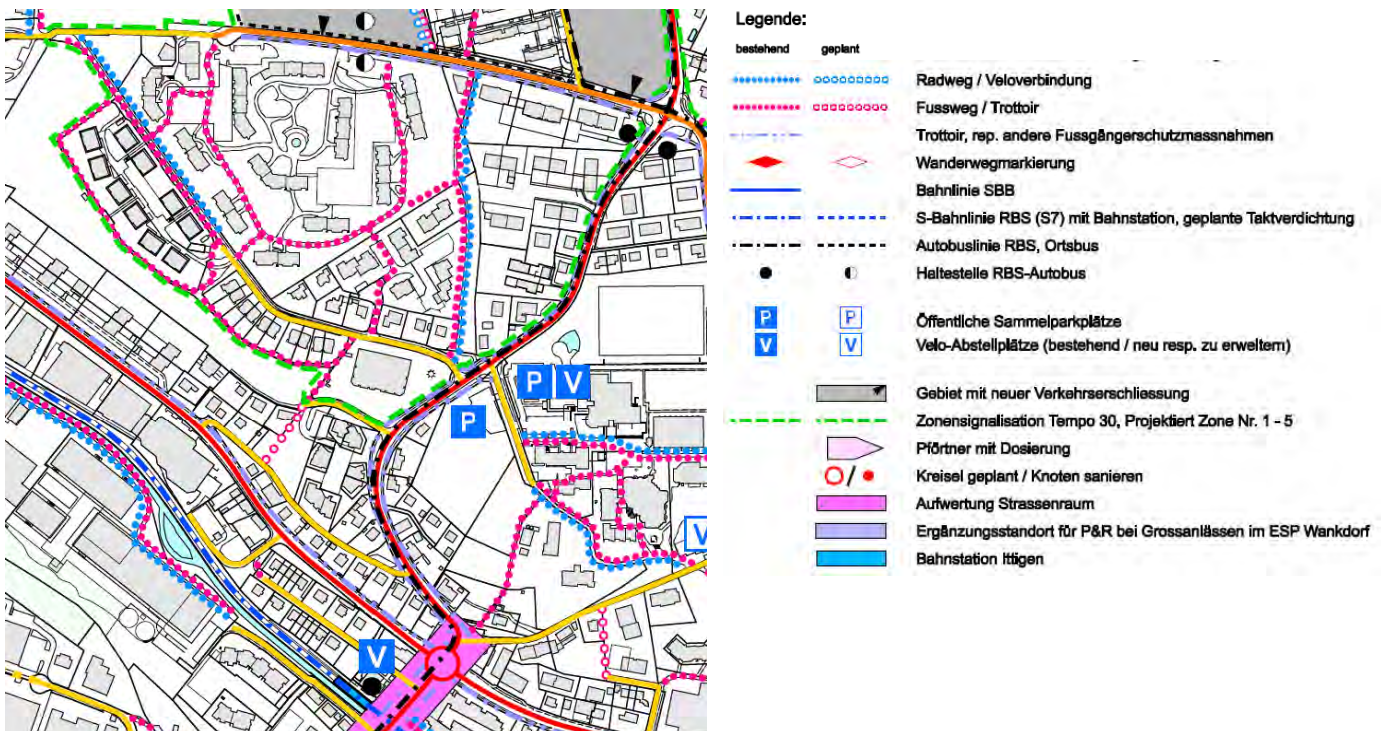 Legende:
bestehend geplant
Radweg / Veloverbindung
Fussweg / Trottoir
Trottoir, rep. andere Fussgängerschutzmassnahmen
Wanderwegmarkierung
Bahnlinie SBB
S-Bahnlinie RBS (S7) mit Bahnstation, geplante Taktverdichtung
Autobuslinie RBS, Ortsbus
Haltestelle RBS-Autobus
P P Öffentliche Sammelparkplätze
V V Velo-Abstellplätze (bestehend / neu resp. zu erweitern)
Gebiet mit neuer Verkehrserschliessung
Zonensignalisation Tempo 30, Projektiert Zone Nr. 1 - 5
Pförtner mit Dosierung
/ Kreisel geplant / Knoten sanieren
Aufwertung Strassenraum
Ergänzungsstandort für P&R bei Grossanlässen im ESP Wankdorf
Bahnstation Ittigen
P V
P
V
V